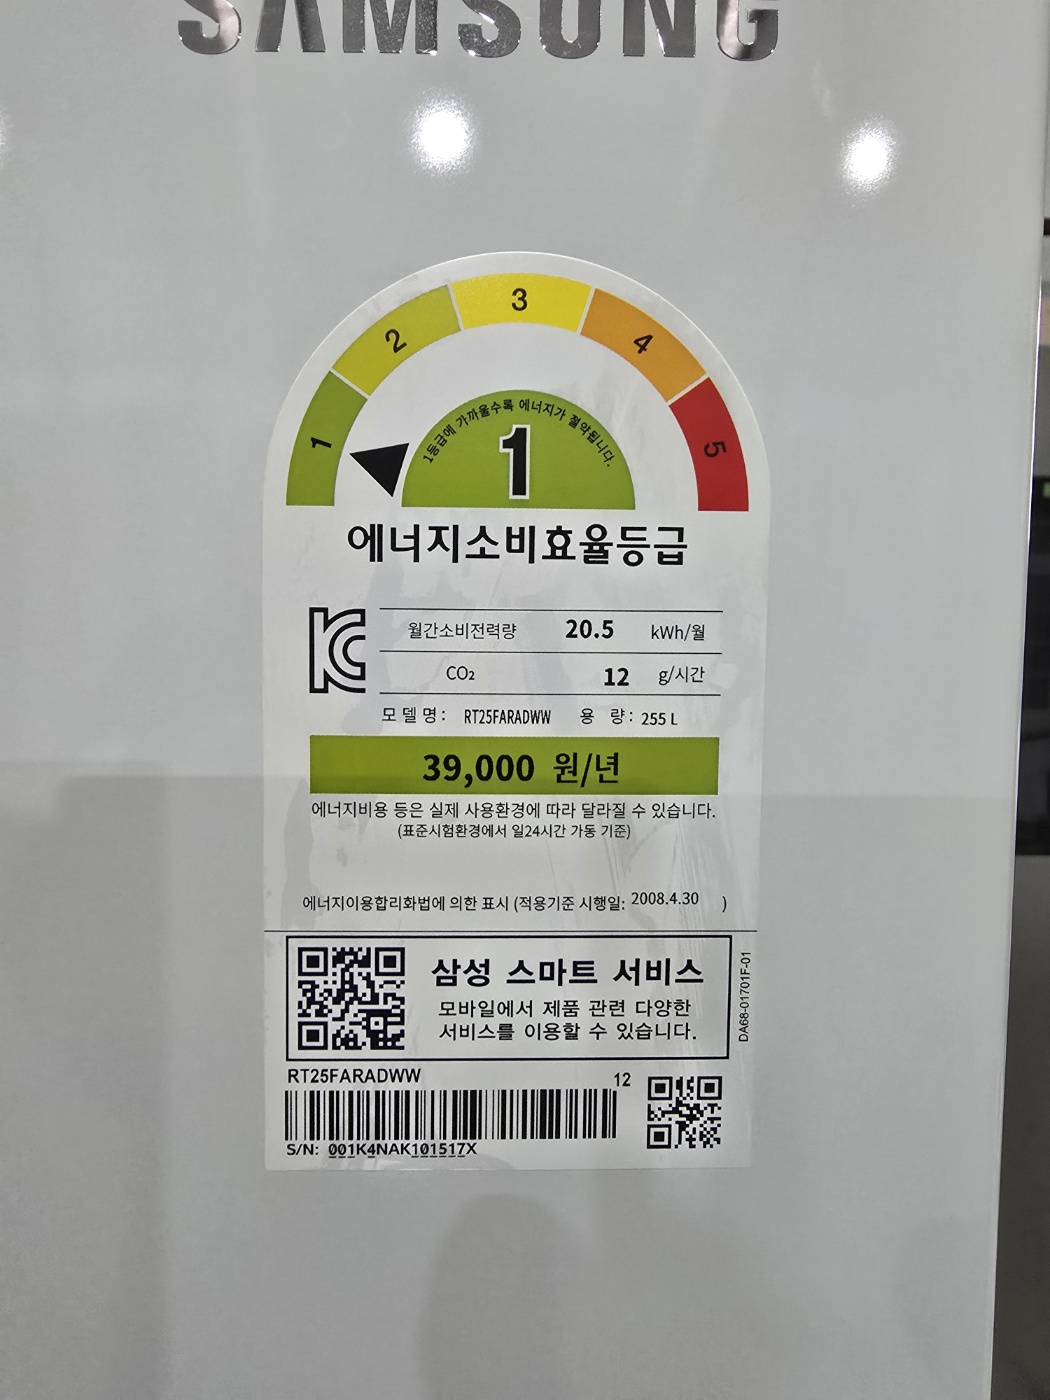 SAMSUNG
1 2 3 4 5
1등급에 가까울수록 에너지가 절약됩니다.
1
에너지소비효율등급
월간소비전력량 20.5 kWh/월
CO₂ 12 g/시간
모델명: RT25FARADWW 용 량: 255 L
39,000 원/년
에너지비용 등은 실제 사용환경에 따라 달라질 수 있습니다.
(표준시험환경에서 일24시간 가동 기준)
에너지이용합리화법에 의한 표시 (적용기준 시행일: 2008.4.30 )
삼성 스마트 서비스
모바일에서 제품 관련 다양한
서비스를 이용할 수 있습니다.
DA68-01701F-01
RT25FARADWW 12
S/N: 001K4NAK101517X